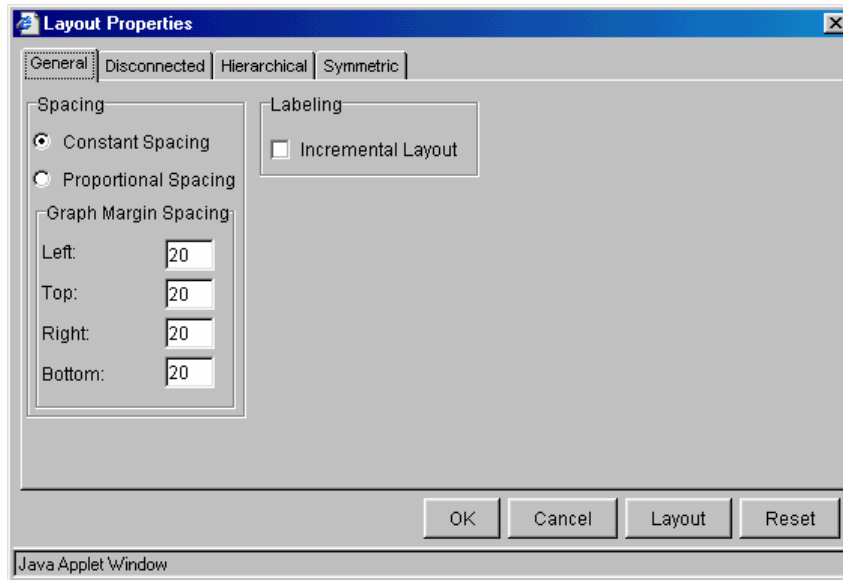 Layout Properties
General Disconnected Hierarchical Symmetric
Spacing
Constant Spacing
Proportional Spacing
Graph Margin Spacing
Left: 20
Top: 20
Right: 20
Bottom: 20
Labeling
Incremental Layout
OK Cancel Layout Reset
Java Applet Window